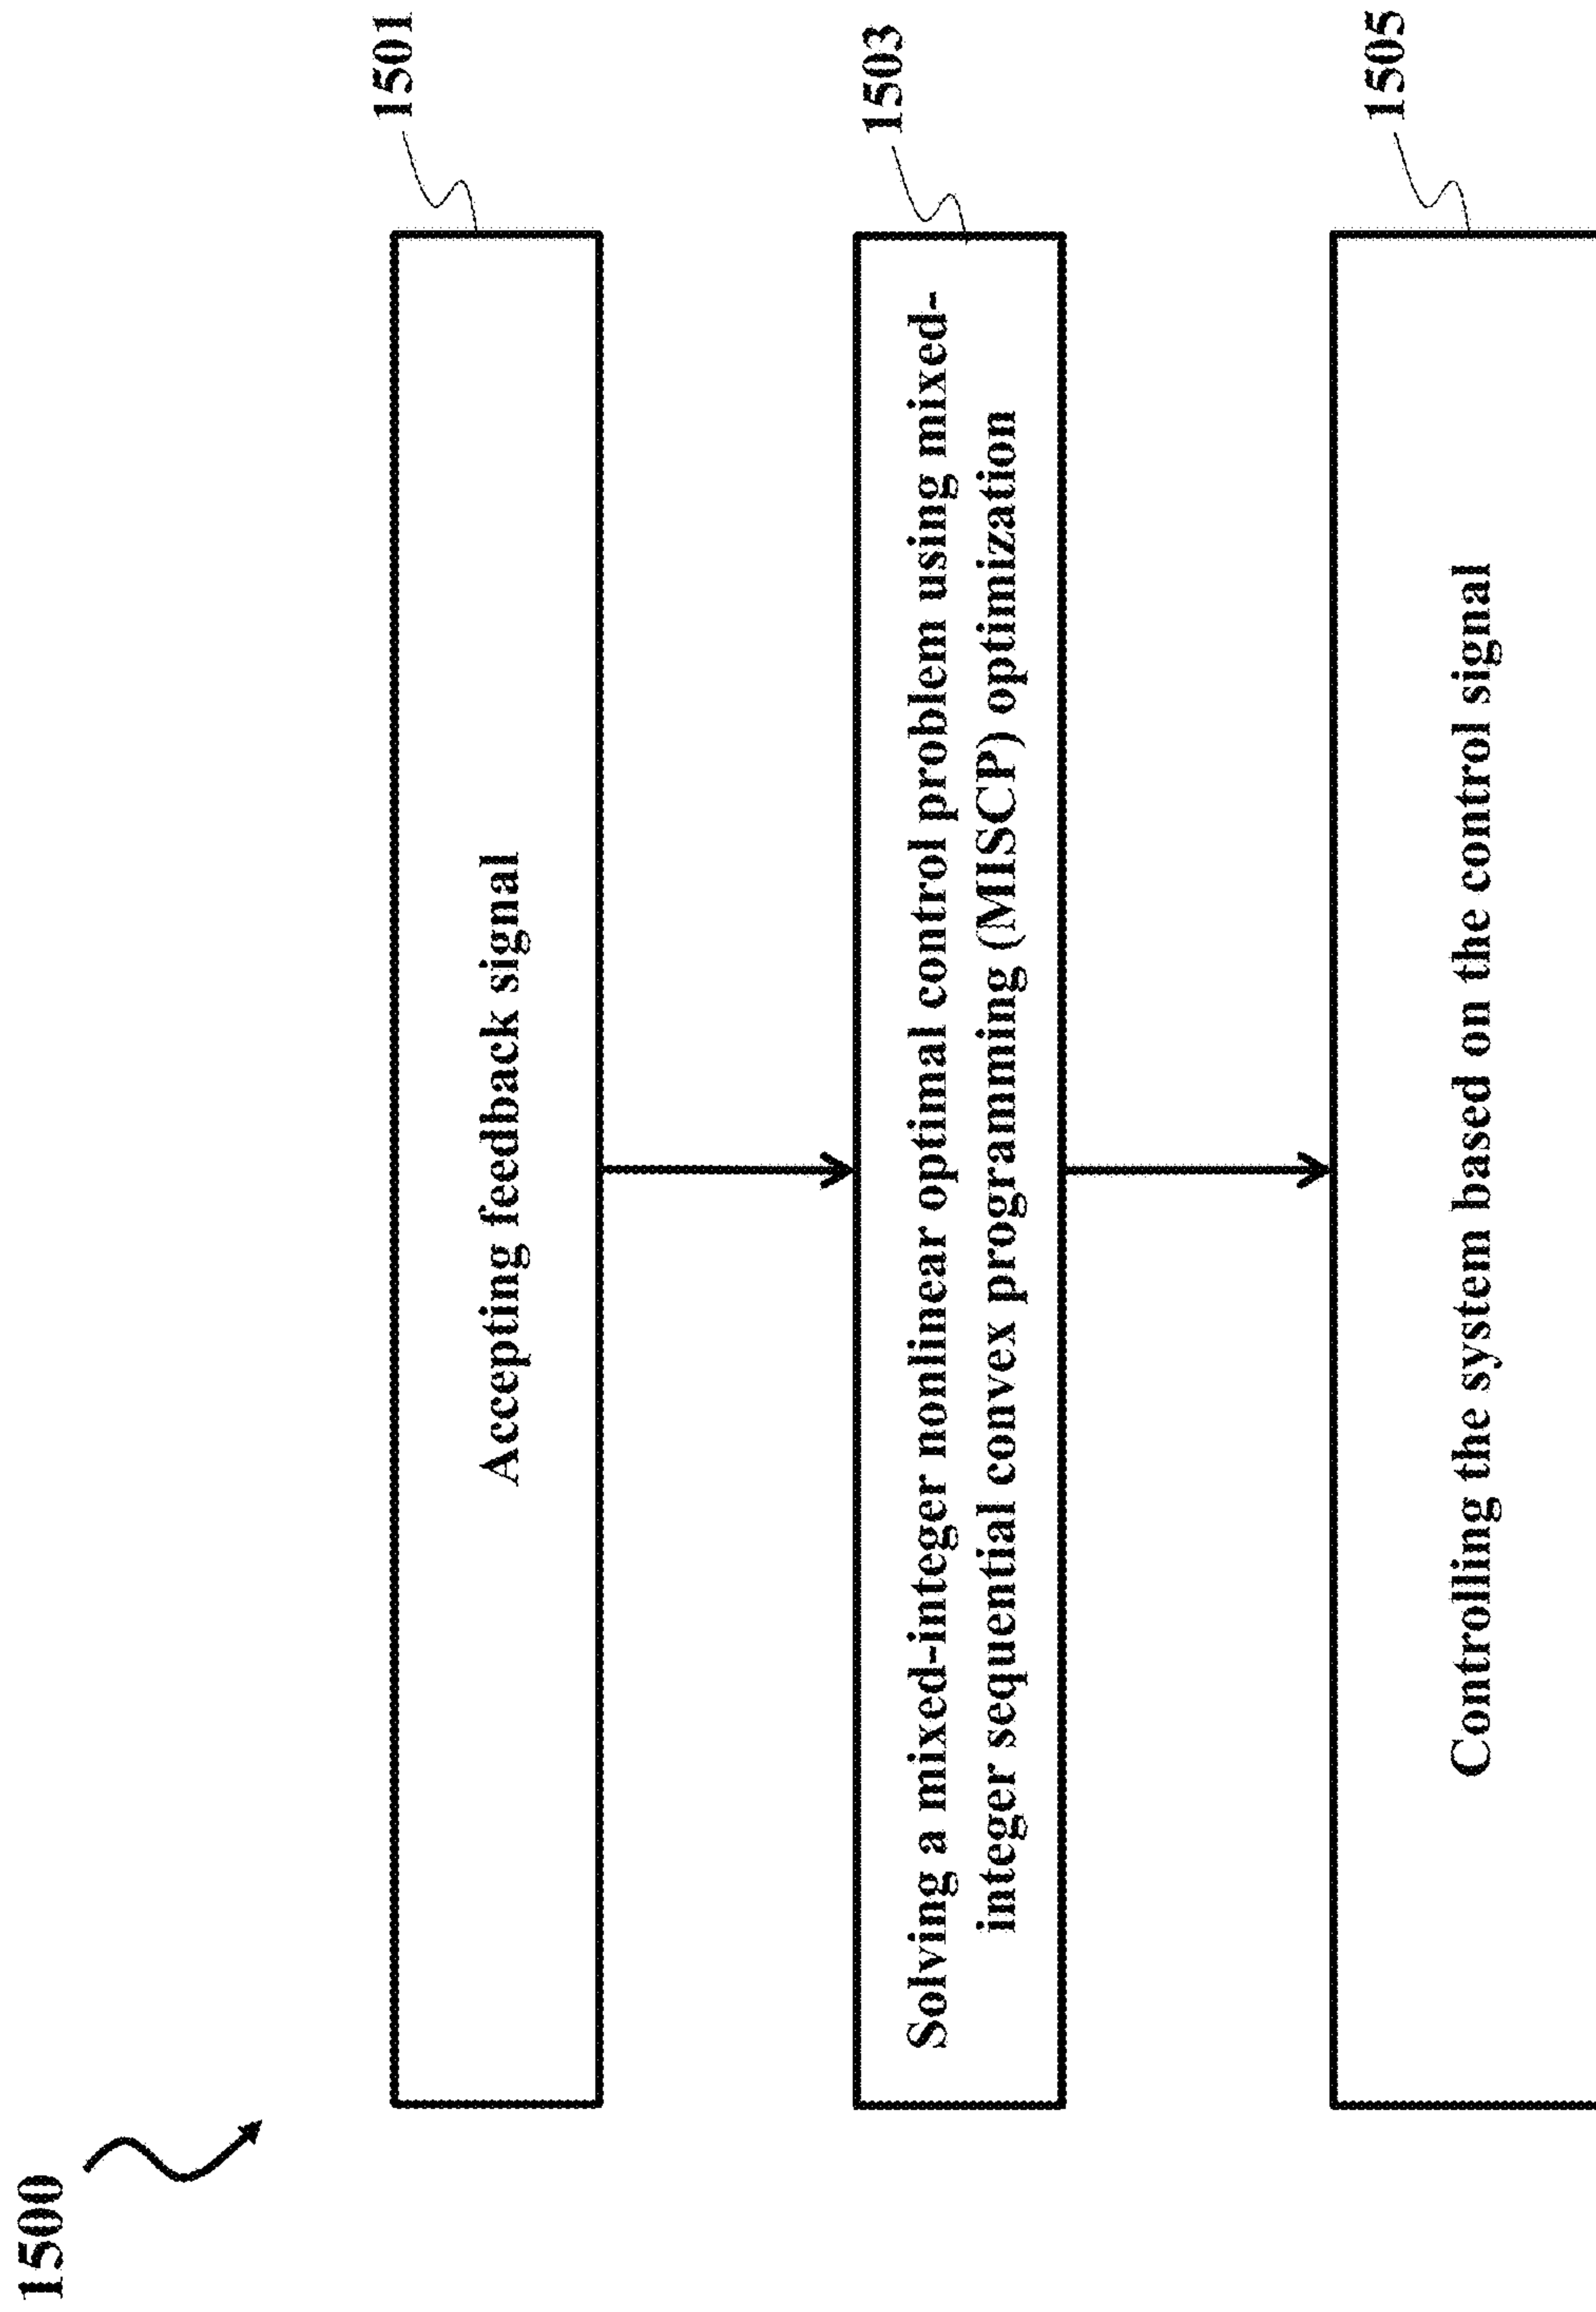 1500
1501
Accepting feedback signal
1503
Solving a mixed-integer nonlinear optimal control problem using mixed-
integer sequential convex programming (MISCP) optimization
1505
Controlling the system based on the control signal